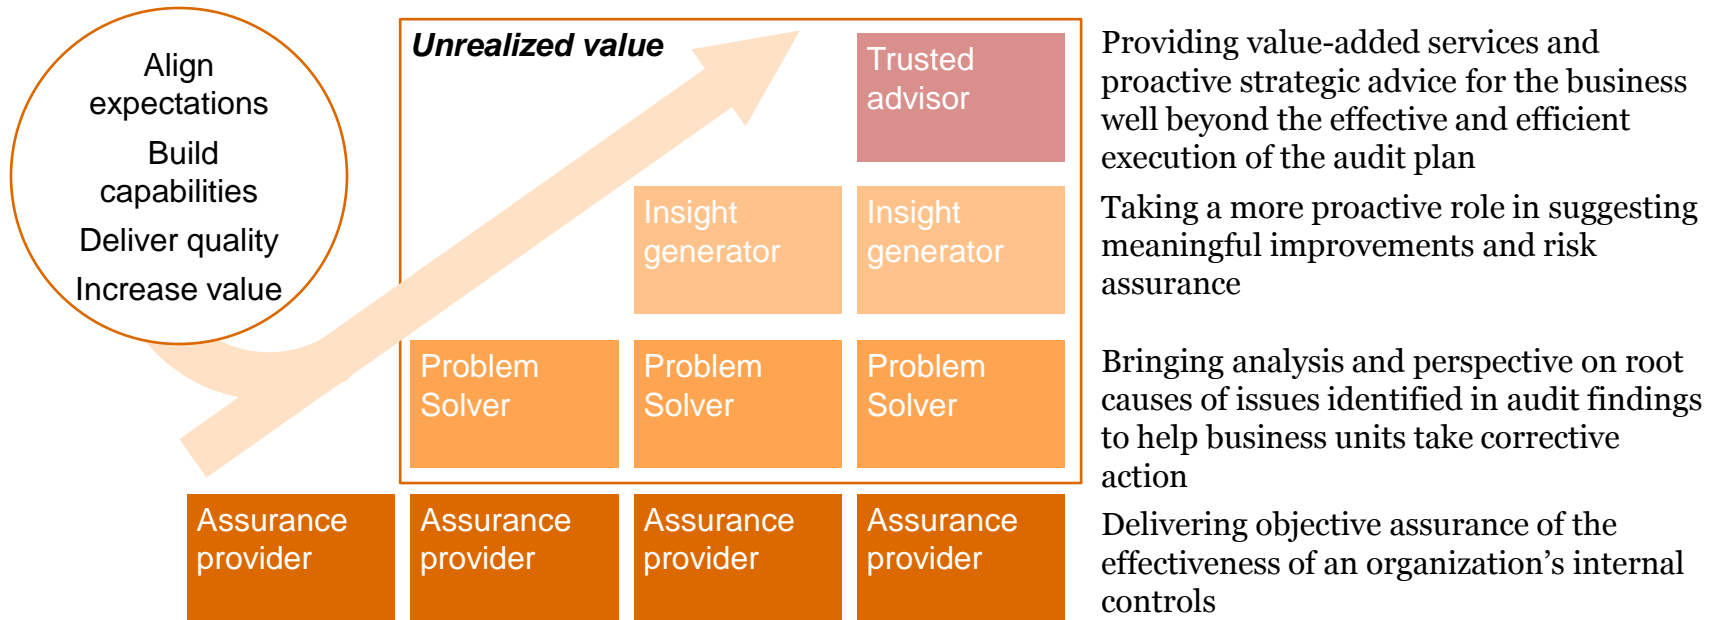 Align
expectations
Build
capabilities
Deliver quality
Increase value
Unrealized value
Trusted
advisor
Providing value-added services and
proactive strategic advice for the business
well beyond the effective and efficient
execution of the audit plan
Insight
generator
Insight
generator
Taking a more proactive role in suggesting
meaningful improvements and risk
assurance
Problem
Solver
Problem
Solver
Problem
Solver
Bringing analysis and perspective on root
causes of issues identified in audit findings
to help business units take corrective
action
Assurance
provider
Assurance
provider
Assurance
provider
Assurance
provider
Delivering objective assurance of the
effectiveness of an organization’s internal
controls